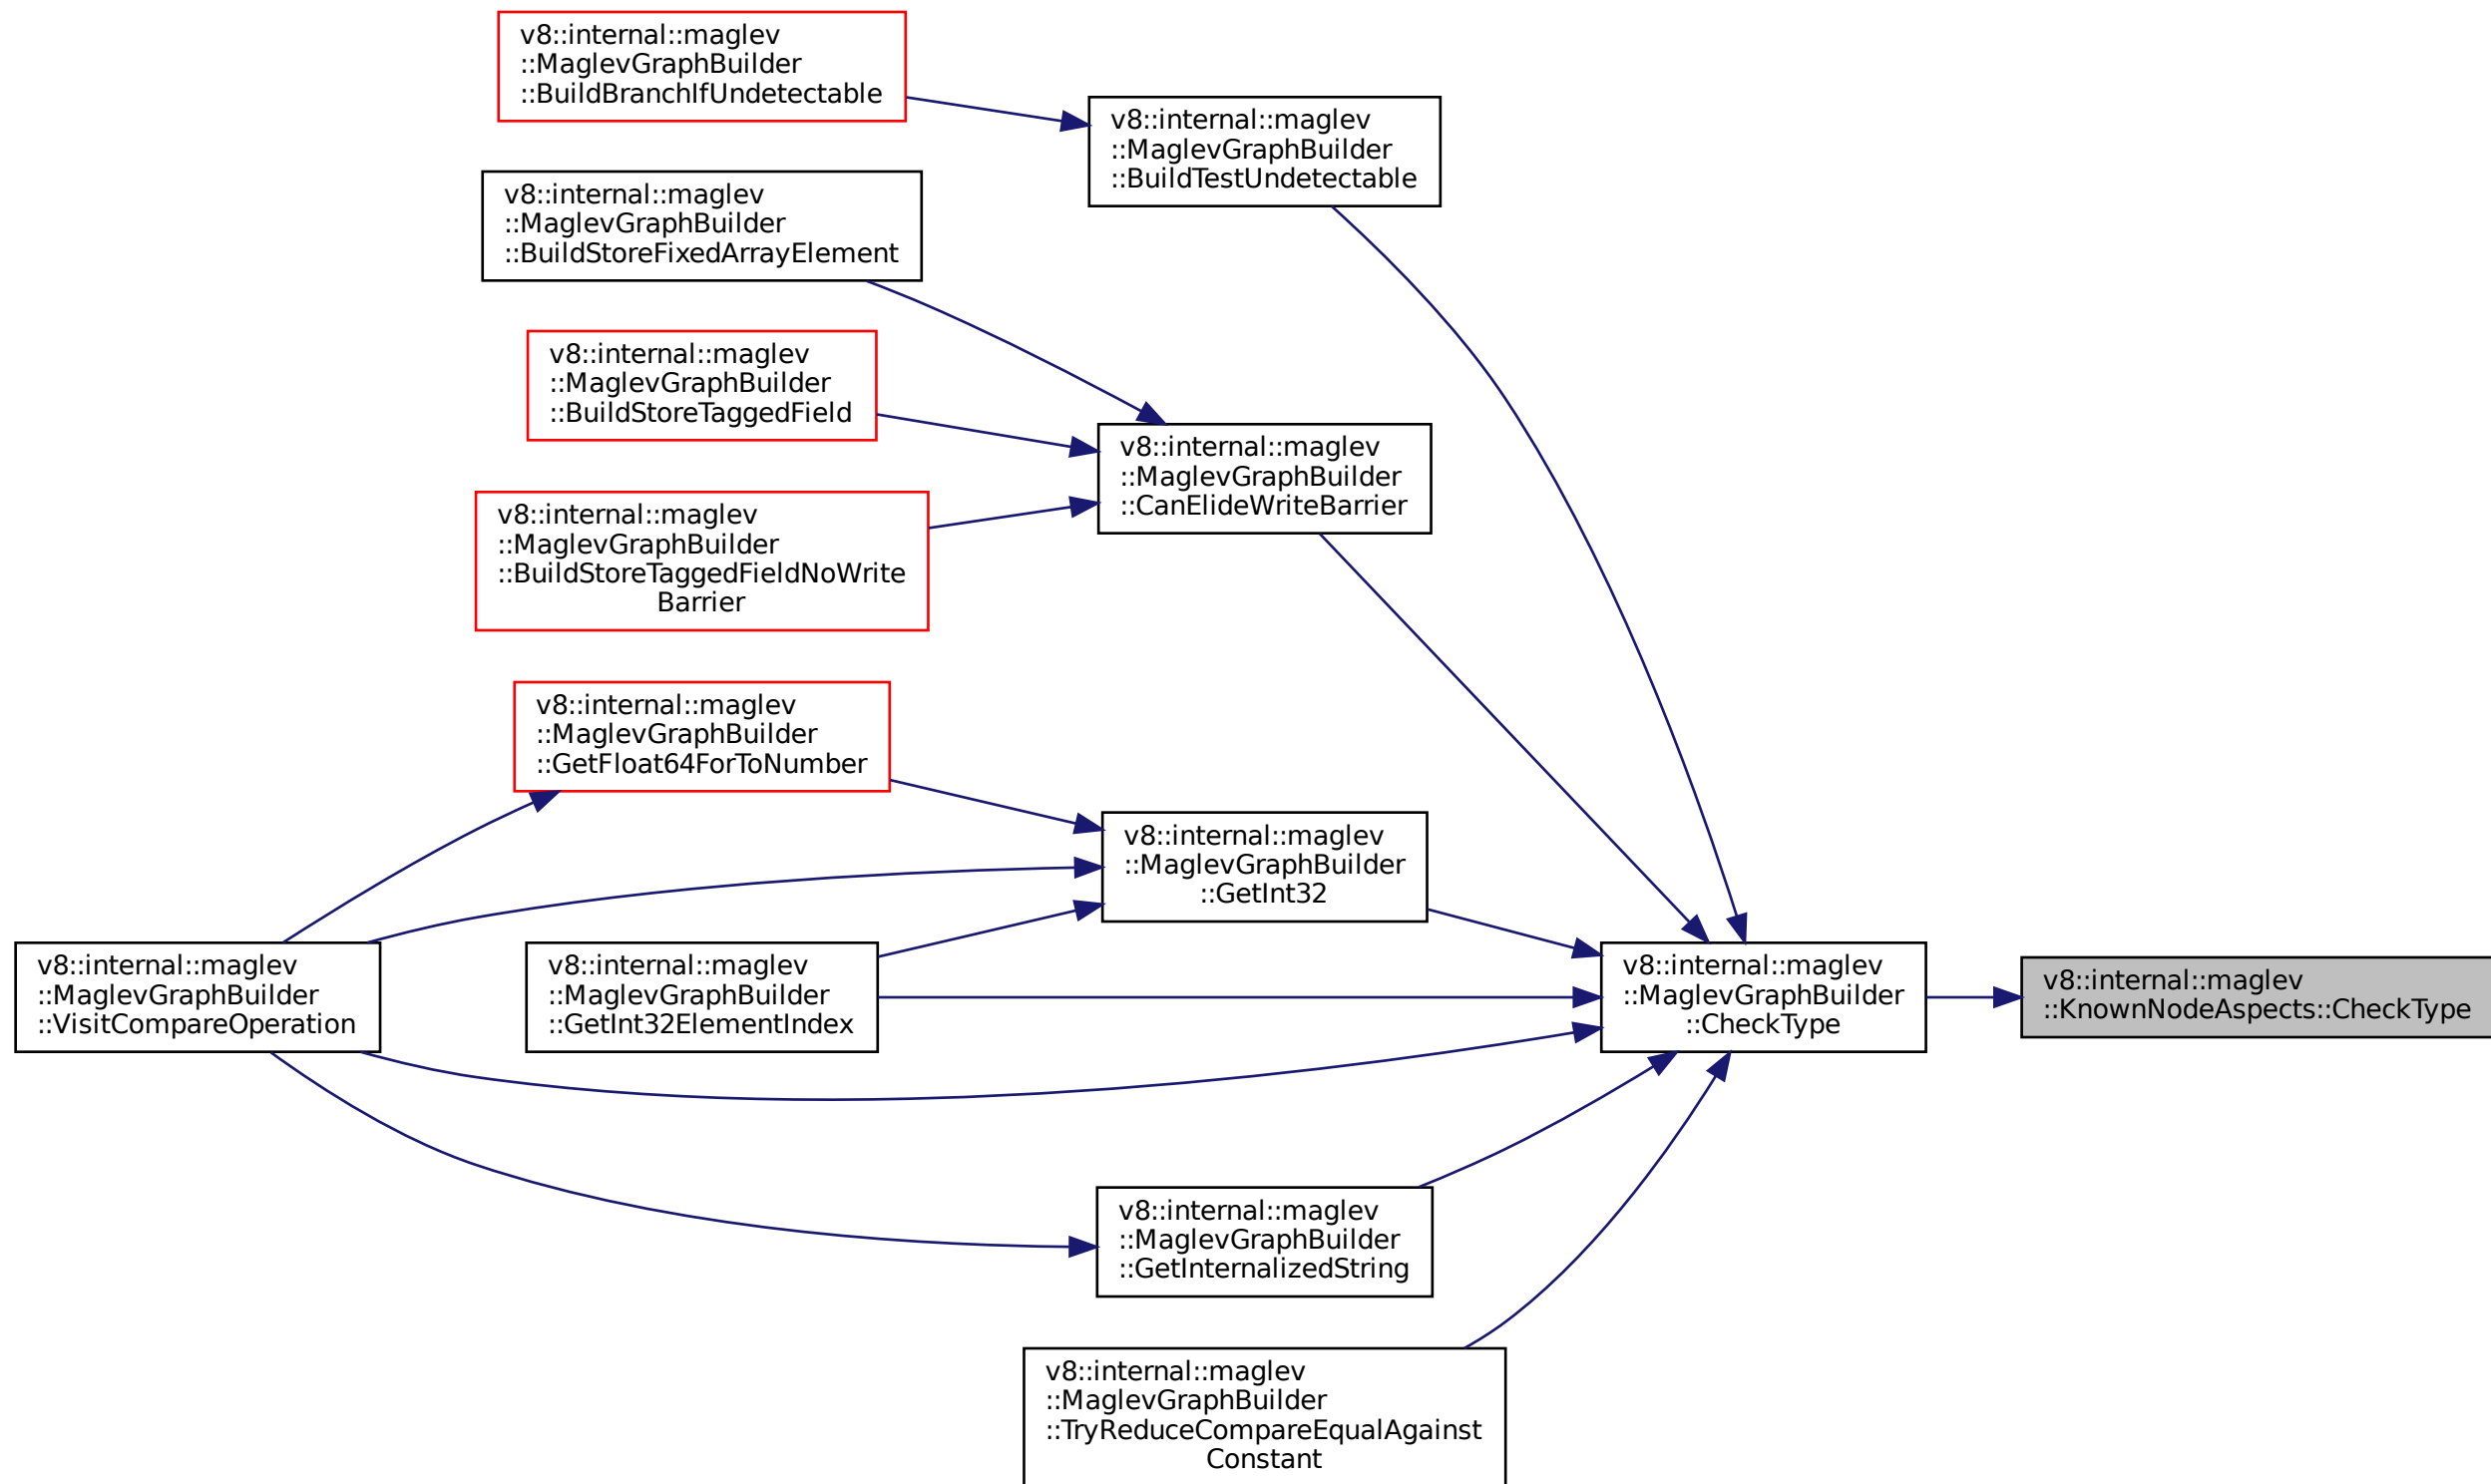 v8::internal::maglev
::MaglevGraphBuilder
::BuildBranchIfUndetectable
v8::internal::maglev
::MaglevGraphBuilder
::BuildTestUndetectable
v8::internal::maglev
::MaglevGraphBuilder
::BuildStoreFixedArrayElement
v8::internal::maglev
::MaglevGraphBuilder
::BuildStoreTaggedField
v8::internal::maglev
::MaglevGraphBuilder
::CanElideWriteBarrier
v8::internal::maglev
::MaglevGraphBuilder
::BuildStoreTaggedFieldNoWrite
Barrier
v8::internal::maglev
::MaglevGraphBuilder
::GetFloat64ForToNumber
v8::internal::maglev
::MaglevGraphBuilder
::GetInt32
v8::internal::maglev
::MaglevGraphBuilder
::VisitCompareOperation
v8::internal::maglev
::MaglevGraphBuilder
::GetInt32ElementIndex
v8::internal::maglev
::MaglevGraphBuilder
::CheckType
v8::internal::maglev
::KnownNodeAspects::CheckType
v8::internal::maglev
::MaglevGraphBuilder
::GetInternalizedString
v8::internal::maglev
::MaglevGraphBuilder
::TryReduceCompareEqualAgainst
Constant